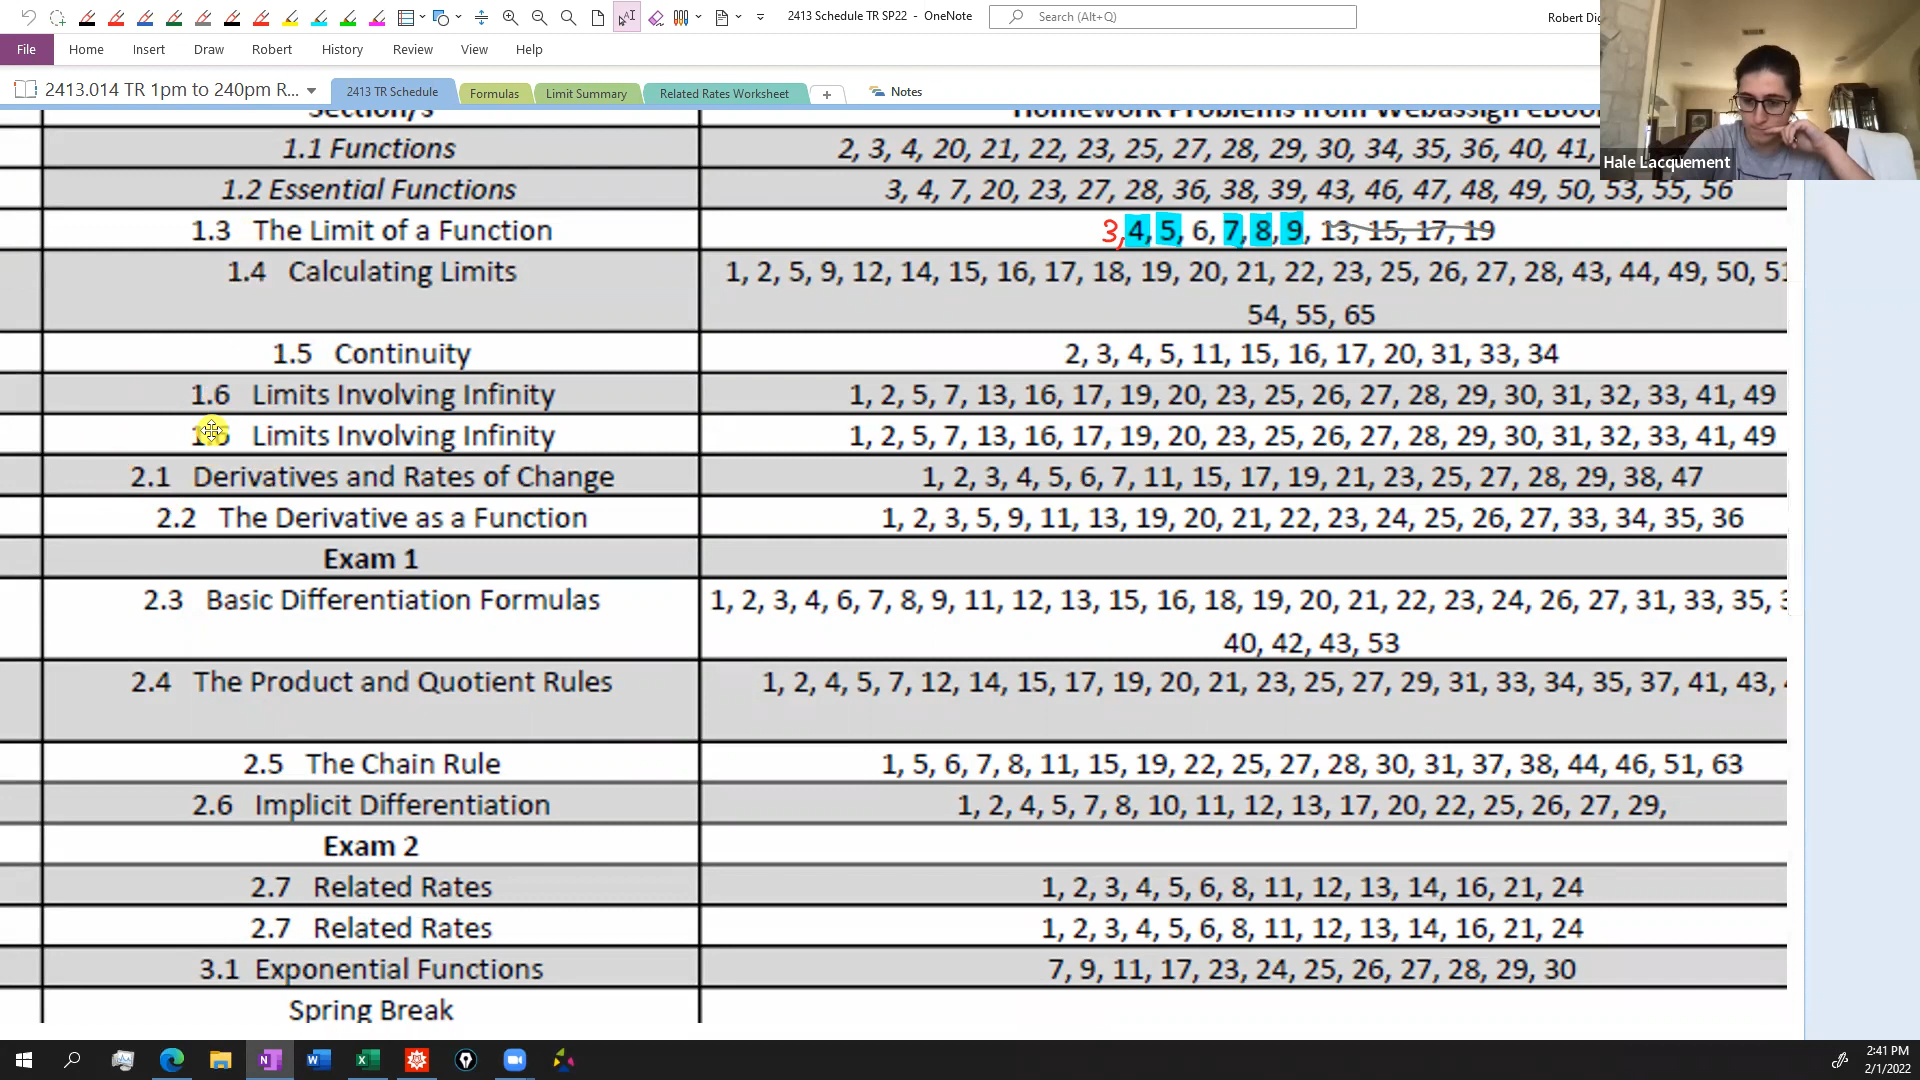 2413 Schedule TR SP22 - OneNote
Search (Alt+Q)
File Home Insert Draw Robert History Review View Help
2413.014 TR 1pm to 240pm R...
2413 TR Schedule
Formulas
Limit Summary
Related Rates Worksheet
Notes
Hale Lacquement
Section/s Homework Problems from Webassign
1.1 Functions 2, 3, 4, 20, 21, 22, 23, 25, 27, 28, 29, 30, 34, 35, 36, 40, 41,
1.2 Essential Functions 3, 4, 7, 20, 23, 27, 28, 36, 38, 39, 43, 46, 47, 48, 49, 50, 53, 55, 56
1.3 The Limit of a Function 3, 4, 5, 6, 7, 8, 9, 13, 15, 17, 19
1.4 Calculating Limits 1, 2, 5, 9, 12, 14, 15, 16, 17, 18, 19, 20, 21, 22, 23, 25, 26, 27, 28, 43, 44, 49, 50, 51
54, 55, 65
1.5 Continuity 2, 3, 4, 5, 11, 15, 16, 17, 20, 31, 33, 34
1.6 Limits Involving Infinity 1, 2, 5, 7, 13, 16, 17, 19, 20, 23, 25, 26, 27, 28, 29, 30, 31, 32, 33, 41, 49
Limits Involving Infinity 1, 2, 5, 7, 13, 16, 17, 19, 20, 23, 25, 26, 27, 28, 29, 30, 31, 32, 33, 41, 49
2.1 Derivatives and Rates of Change 1, 2, 3, 4, 5, 6, 7, 11, 15, 17, 19, 21, 23, 25, 27, 28, 29, 38, 47
2.2 The Derivative as a Function 1, 2, 3, 5, 9, 11, 13, 19, 20, 21, 22, 23, 24, 25, 26, 27, 33, 34, 35, 36
Exam 1
2.3 Basic Differentiation Formulas 1, 2, 3, 4, 6, 7, 8, 9, 11, 12, 13, 15, 16, 18, 19, 20, 21, 22, 23, 24, 26, 27, 31, 33, 35,
40, 42, 43, 53
2.4 The Product and Quotient Rules 1, 2, 4, 5, 7, 12, 14, 15, 17, 19, 20, 21, 23, 25, 27, 29, 31, 33, 34, 35, 37, 41, 43,
2.5 The Chain Rule 1, 5, 6, 7, 8, 11, 15, 19, 22, 25, 27, 28, 30, 31, 37, 38, 44, 46, 51, 63
2.6 Implicit Differentiation 1, 2, 4, 5, 7, 8, 10, 11, 12, 13, 17, 20, 22, 25, 26, 27, 29,
Exam 2
2.7 Related Rates 1, 2, 3, 4, 5, 6, 8, 11, 12, 13, 14, 16, 21, 24
2.7 Related Rates 1, 2, 3, 4, 5, 6, 8, 11, 12, 13, 14, 16, 21, 24
3.1 Exponential Functions 7, 9, 11, 17, 23, 24, 25, 26, 27, 28, 29, 30
Spring Break
2:41 PM
2/1/2022